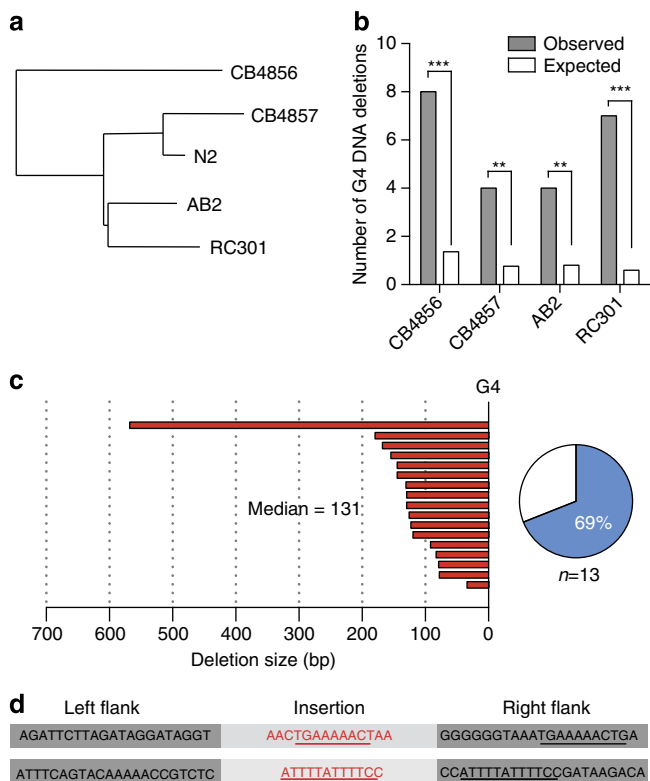 a
CB4856
CB4857
N2
AB2
RC301
b
Number of G4 DNA deletions
10
8
6
4
2
0
Observed
Expected
***
**
**
***
CB4856
CB4857
AB2
RC301
c
G4
Median = 131
69%
n=13
700 600 500 400 300 200 100 0
Deletion size (bp)
d
Left flank Insertion Right flank
AGATTCTTAGATAGGATAGGT AACTGAAAAACTAA GGGGGGTAAATGAAAAACTGA
ATTTCAGTACAAAAACCGTCTC ATTTTATTTTCC CCATTTTATTTTCCCGATAAGACA